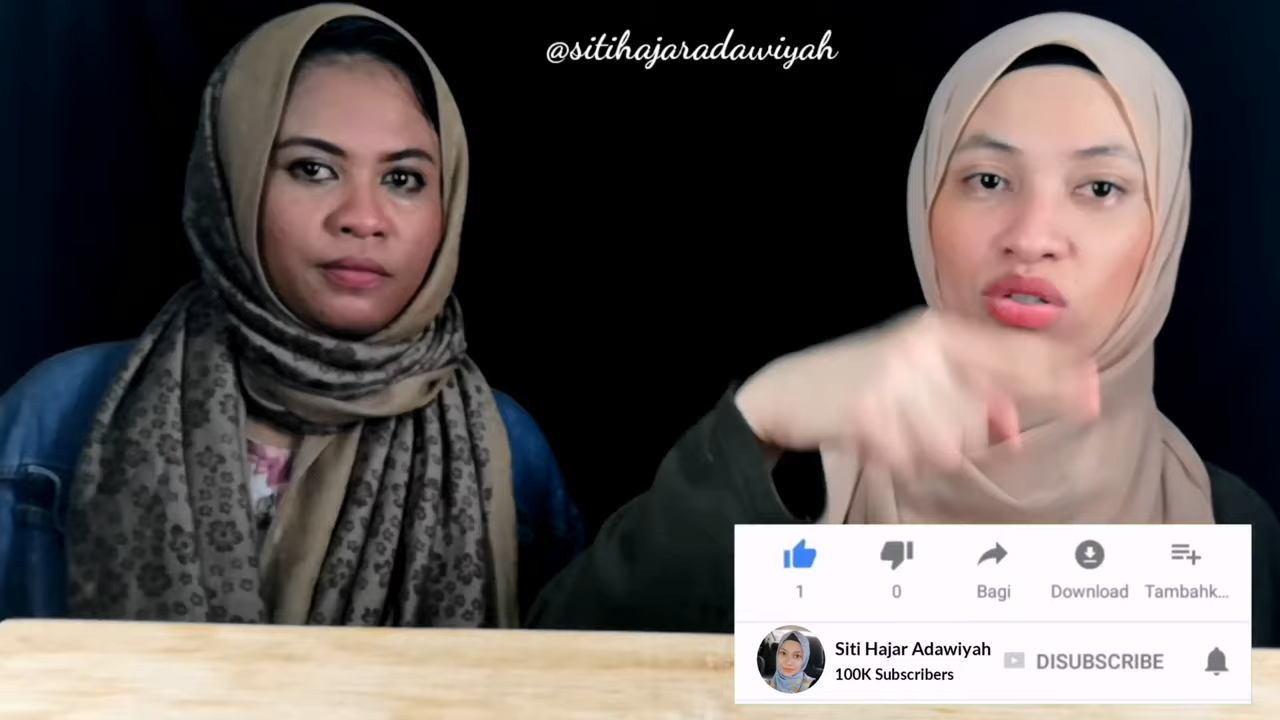 @sitihajaradawiyah
1 0 Bagi Download Tambahk...
Siti Hajar Adawiyah
100K Subscribers
DISUBSCRIBE